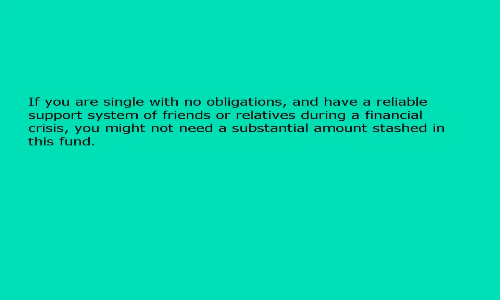 If you are single with no obligations, and have a reliable
support system of friends or relatives during a financial
crisis, you might not need a substantial amount stashed in
this fund.